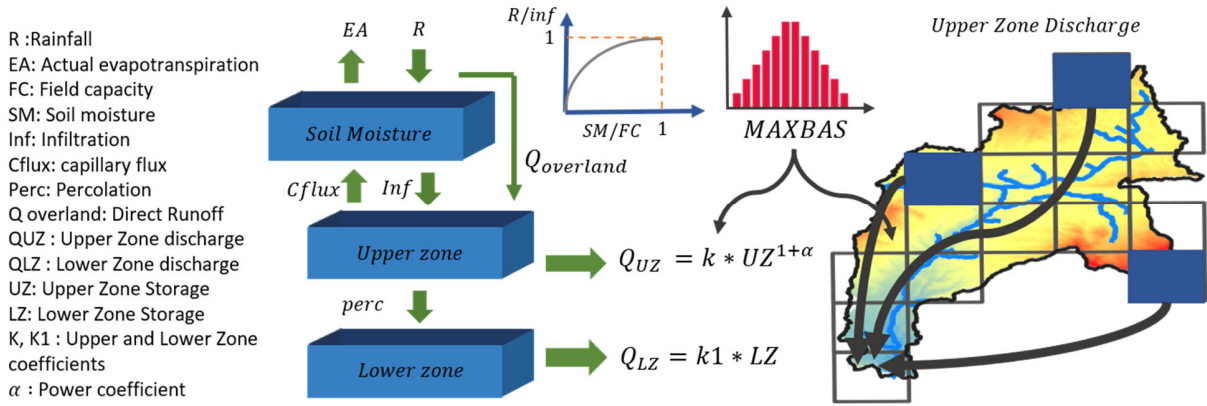 R :Rainfall
EA: Actual evapotranspiration
FC: Field capacity
SM: Soil moisture
Inf: Infiltration
Cflux: capillary flux
Perc: Percolation
Q overland: Direct Runoff
QUZ : Upper Zone discharge
QLZ : Lower Zone discharge
UZ: Upper Zone Storage
LZ: Lower Zone Storage
K, K1 : Upper and Lower Zone
coefficients
α : Power coefficient
EA
R
Soil Moisture
Q_overland
Cflux
Inf
Upper zone
perc
Lower zone
R/inf
1
SM/FC
1
MAXBAS
Q_UZ = k ∗ UZ^{1+α}
Q_LZ = k1 ∗ LZ
Upper Zone Discharge